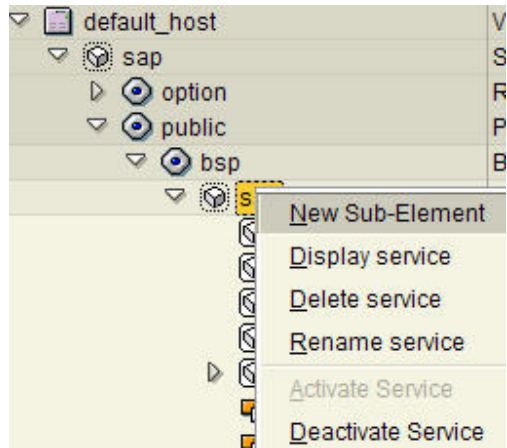 default_host
V
sap
S
option
R
public
P
bsp
B
s
New Sub-Element
Display service
Delete service
Rename service
Activate Service
Deactivate Service